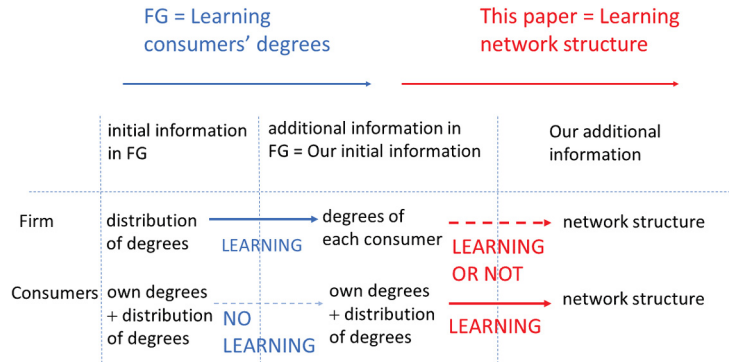 FG = Learning
consumers' degrees
This paper = Learning
network structure
initial information
in FG
additional information in
FG = Our initial information
Our additional
information
Firm
distribution
of degrees
LEARNING
degrees of
each consumer
LEARNING
OR NOT
network structure
Consumers
own degrees
+ distribution
of degrees
NO
LEARNING
own degrees
+ distribution
of degrees
LEARNING
network structure